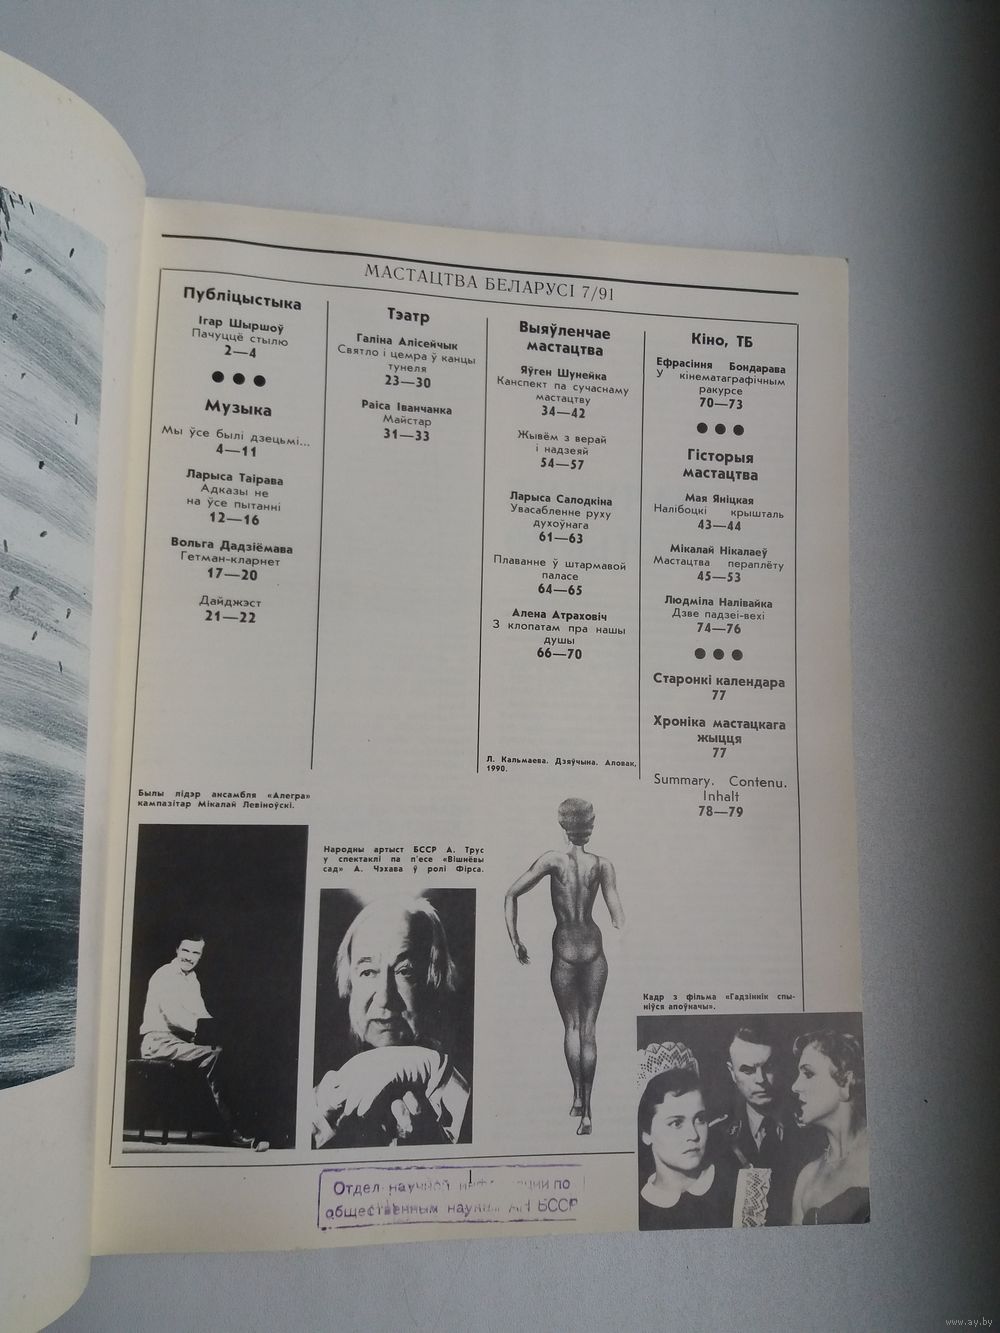 МАСТАЦТВА БЕЛАРУСІ 7/91
Публіцыстыка
Ігар Шыршоў
Пачуццё стылю
2—4
Музыка
Мы ўсе былі дзецьмі...
4—11
Ларыса Таірава
Адказы не
на ўсе пытанні
12—16
Вольга Дадзіёмава
Гетман-кларнет
17—20
Дайджэст
21—22
Тэатр
Галіна Алісейчык
Святло і цемра ў канцы
тунеля
23—30
Раіса Іванчанка
Майстар
31—33
Выяўленчае
мастацтва
Яўген Шунейка
Канспект па сучаснаму
мастацтву
34—42
Жывём з верай
і надзеяй
54—57
Ларыса Салодкіна
Увасабленне руху
духоўнага
61—63
Плаванне ў штармавой
паласе
64—65
Алена Атраховіч
З клопатам пра нашы
душы
66—70
Кіно, ТБ
Ефрасіння Бондарава
У кінематаграфічным
ракурсе
70—73
Гісторыя
мастацтва
Мая Яніцкая
Налібоцкі крышталь
43—44
Мікалай Нікалаеў
Мастацтва пераплёту
45—53
Людміла Налівайка
Дзве падзеі-вехі
74—76
Старонкі календара
77
Хроніка мастацкага
жыцця
77
Summary. Contenu.
Inhalt
78—79
Л. Кальмаева. Дзяўчына. Аловак,
1990.
Былы лідэр ансамбля «Алегра»
кампазітар Мікалай Левіноўскі.
Народны артыст БССР А. Трус
у спектаклі па п'есе «Вішнёвы
сад» А. Чэхава ў ролі Фірса.
Кадр з фільма «Гадзіннік спы-
ніўся апоўначы».
1
Отдел научной по
общественным наукам АН БССР
www.ay.by